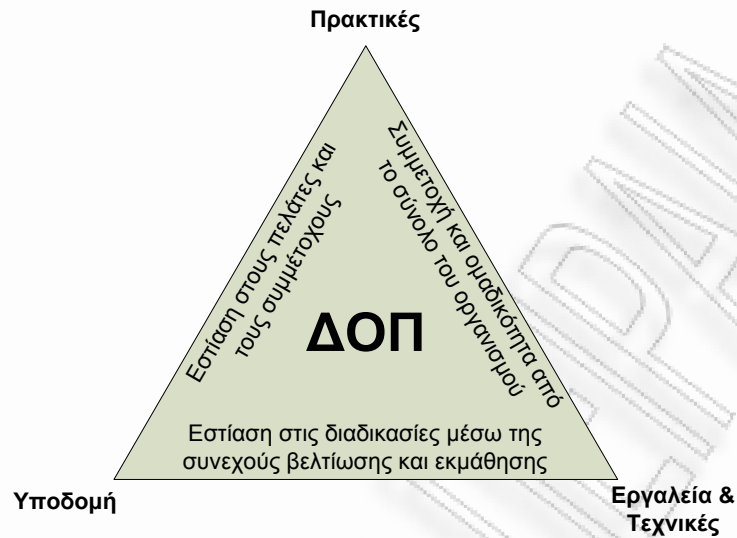 Πρακτικές
Εστίαση στους πελάτες και
τους συμμέτοχους
Συμμετοχή και ομαδικότητα από
το σύνολο του οργανισμού
ΔΟΠ
Εστίαση στις διαδικασίες μέσω της
συνεχούς βελτίωσης και εκμάθησης
Υποδομή
Εργαλεία &
Τεχνικές